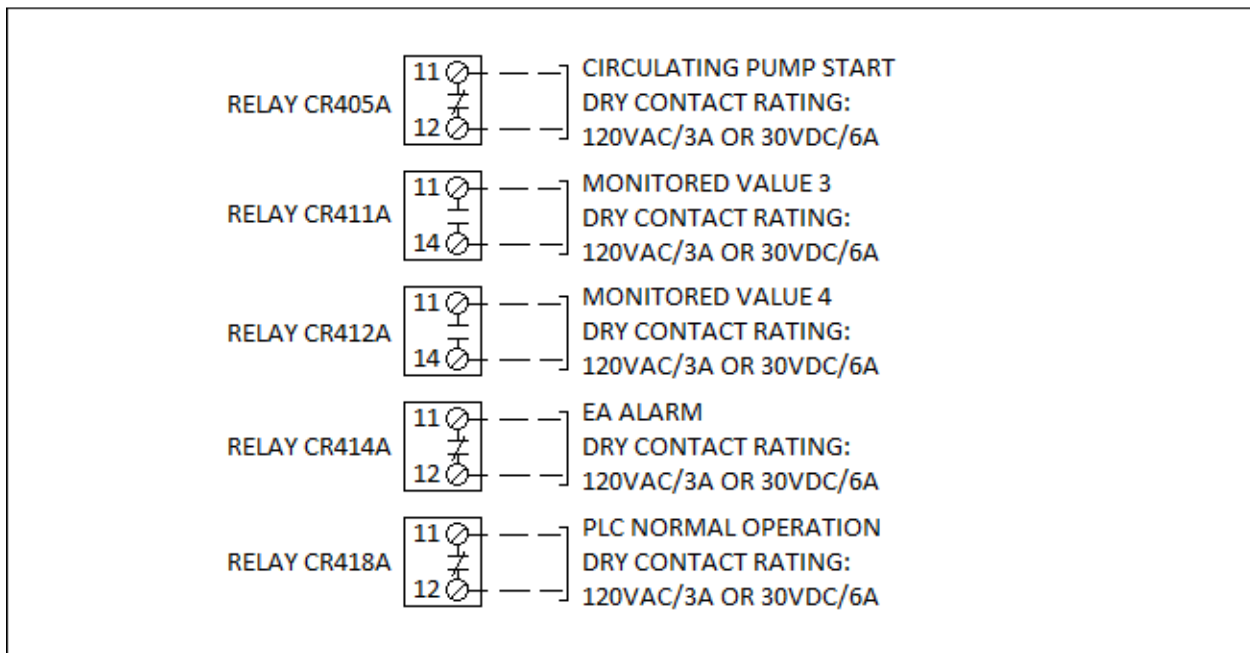 11
CIRCULATING PUMP START
RELAY CR405A
DRY CONTACT RATING:
12
120VAC/3A OR 30VDC/6A
11
MONITORED VALUE 3
RELAY CR411A
DRY CONTACT RATING:
14
120VAC/3A OR 30VDC/6A
11
MONITORED VALUE 4
RELAY CR412A
DRY CONTACT RATING:
14
120VAC/3A OR 30VDC/6A
11
EA ALARM
RELAY CR414A
DRY CONTACT RATING:
12
120VAC/3A OR 30VDC/6A
11
PLC NORMAL OPERATION
RELAY CR418A
DRY CONTACT RATING:
12
120VAC/3A OR 30VDC/6A